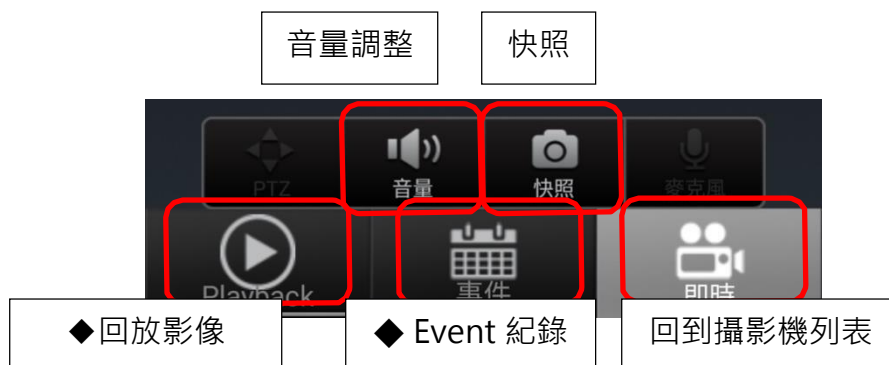 音量調整 快照
PTZ 音量 快照 麥克風
Playback 事件 即時
◆回放影像 ◆ Event 紀錄 回到攝影機列表